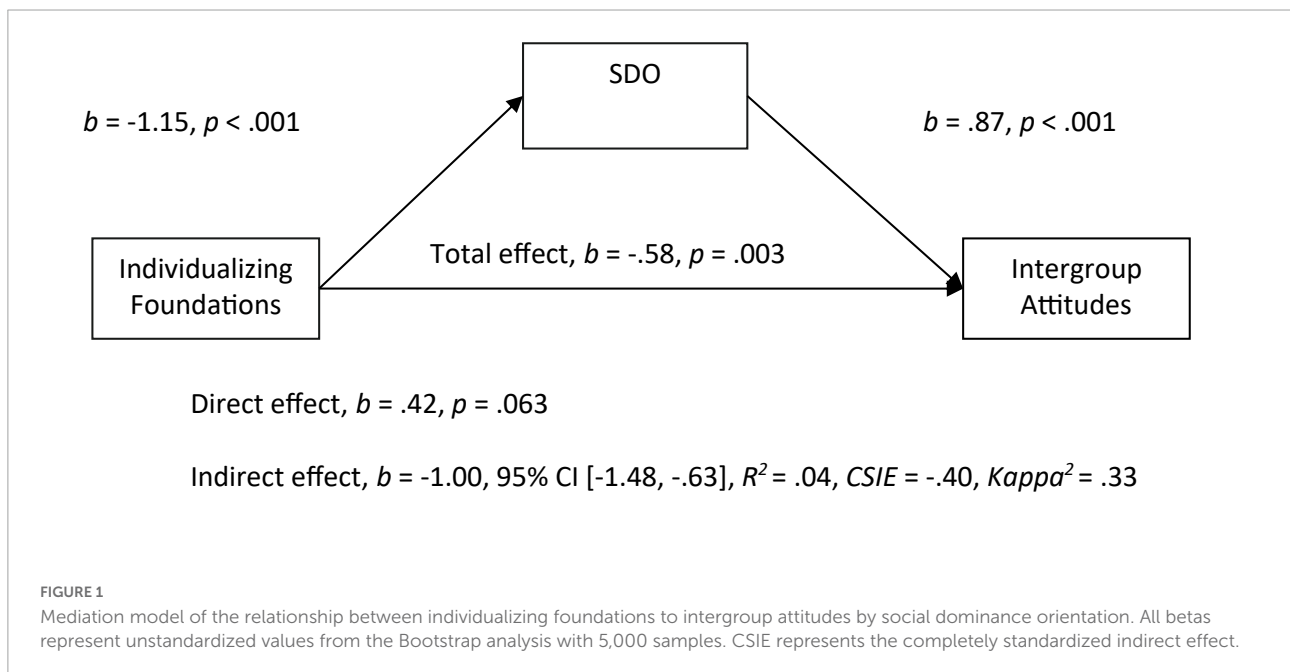 SDO
b = -1.15, p < .001
b = .87, p < .001
Total effect, b = -.58, p = .003
Individualizing
Foundations
Intergroup
Attitudes
Direct effect, b = .42, p = .063
Indirect effect, b = -1.00, 95% CI [-1.48, -.63], R² = .04, CSIE = -.40, Kappa² = .33
FIGURE 1
Mediation model of the relationship between individualizing foundations to intergroup attitudes by social dominance orientation. All betas
represent unstandardized values from the Bootstrap analysis with 5,000 samples. CSIE represents the completely standardized indirect effect.